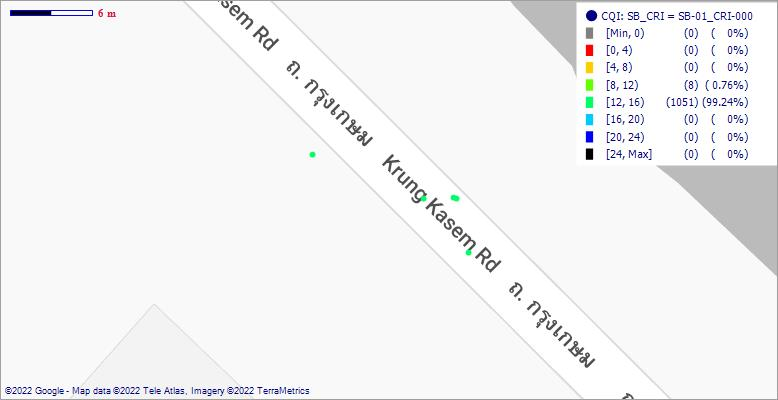 6 m
CQI: SB_CRI = SB-01_CRI-000
[Min, 0) (0) ( 0%)
[0, 4) (0) ( 0%)
[4, 8) (0) ( 0%)
[8, 12) (8) ( 0.76%)
[12, 16) (1051) (99.24%)
[16, 20) (0) ( 0%)
[20, 24) (0) ( 0%)
[24, Max] (0) ( 0%)
sem Rd
ถ. กรุงเกษม
Krung Kasem Rd
ถ. กรุงเกษม
©2022 Google - Map data ©2022 Tele Atlas, Imagery ©2022 TerraMetrics